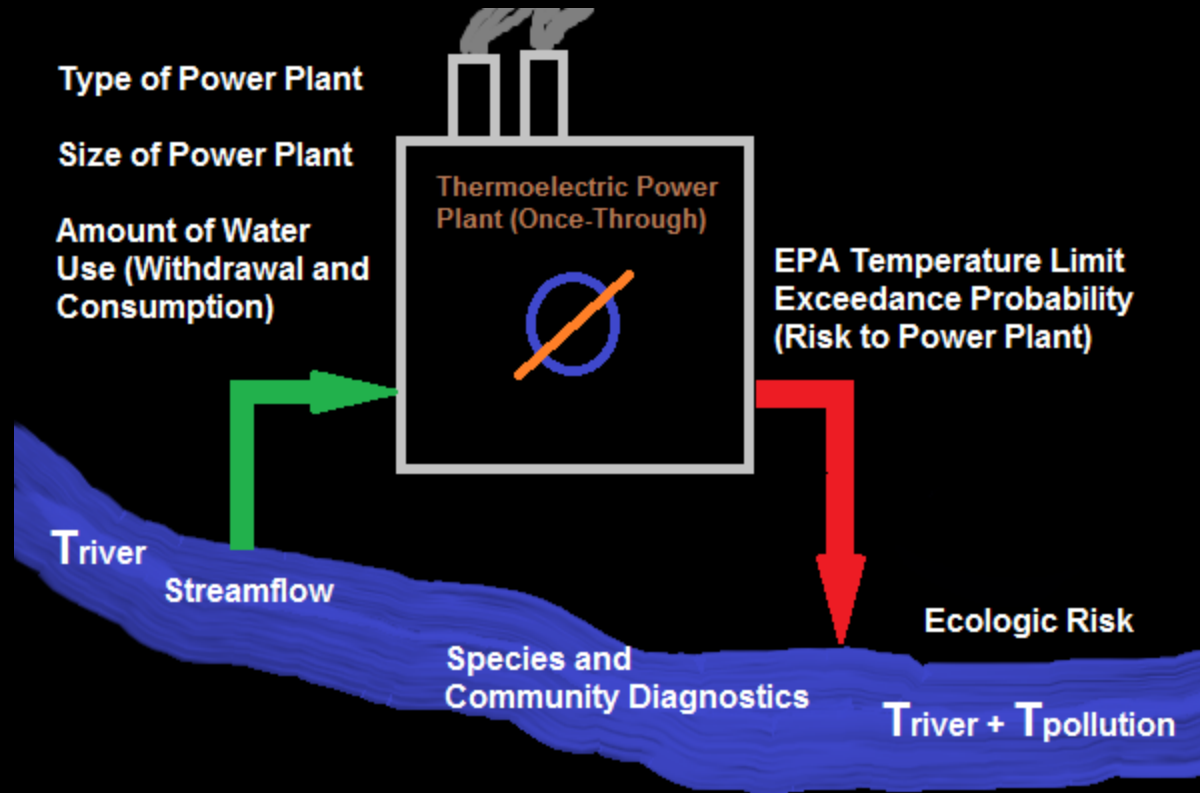 Type of Power Plant
Size of Power Plant
Amount of Water
Use (Withdrawal and
Consumption)
Thermoelectric Power
Plant (Once-Through)
EPA Temperature Limit
Exceedance Probability
(Risk to Power Plant)
Triver
Streamflow
Species and
Community Diagnostics
Ecologic Risk
Triver + Tpollution